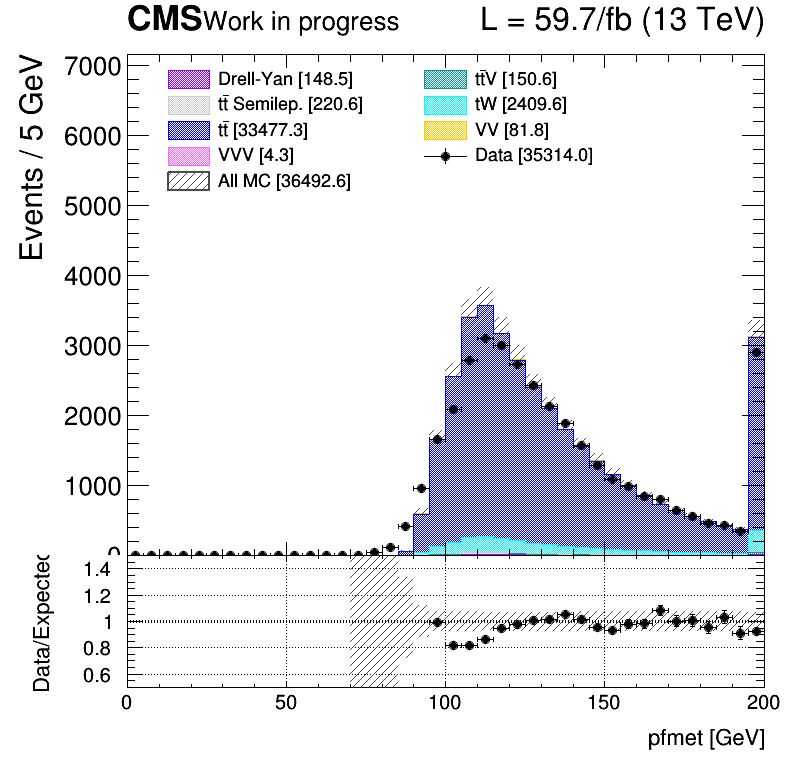 CMS Work in progress L = 59.7/fb (13 TeV)
Events / 5 GeV
7000
6000
5000
4000
3000
2000
1000
0
Drell-Yan [148.5]
tt̄ Semilep. [220.6]
tt̄ [33477.3]
VVV [4.3]
All MC [36492.6]
tt̄V [150.6]
tW [2409.6]
VV [81.8]
Data [35314.0]
Data/Expected
1.4
1.2
1
0.8
0.6
0 50 100 150 200
pfmet [GeV]